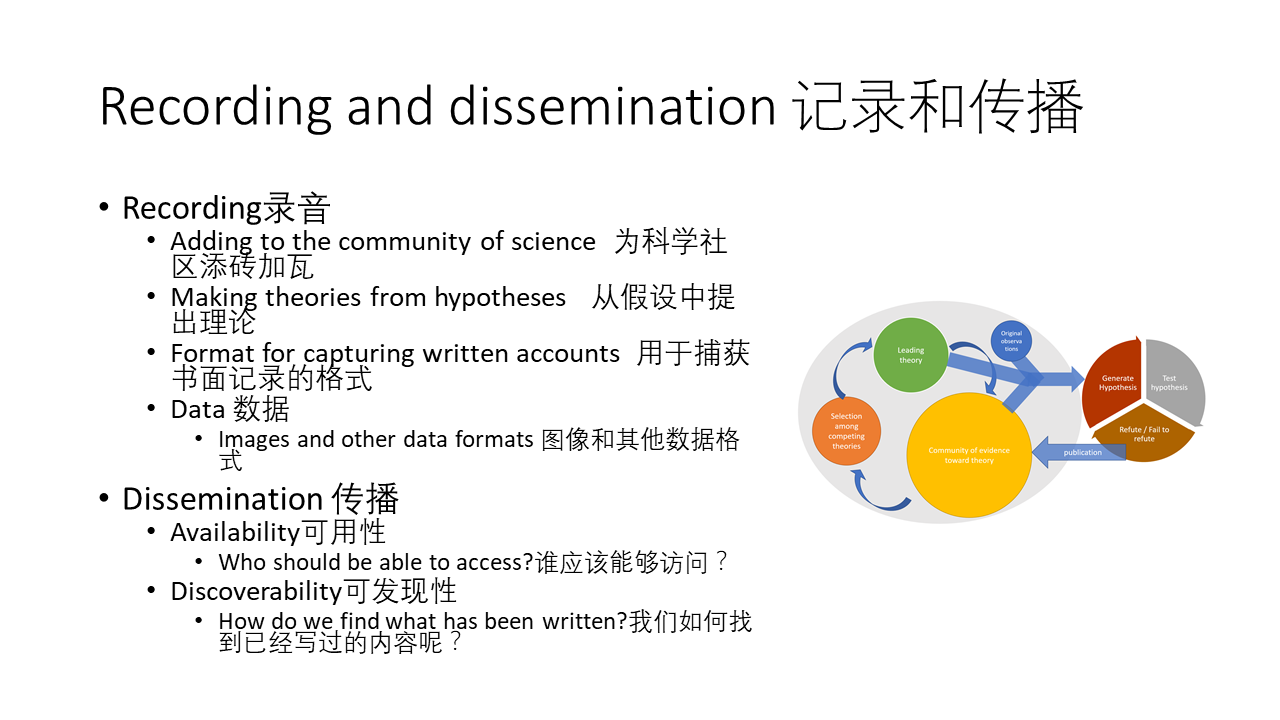 Recording and dissemination 记录和传播
• Recording录音
• Adding to the community of science 为科学社
区添砖加瓦
• Making theories from hypotheses 从假设中提
出理论
• Format for capturing written accounts 用于捕获
书面记录的格式
• Data 数据
• Images and other data formats 图像和其他数据格
式
• Dissemination 传播
• Availability可用性
• Who should be able to access?谁应该能够访问？
• Discoverability可发现性
• How do we find what has been written?我们如何找
到已经写过的内容呢？
Leading
theory
Original
observa
tions
Selection
among
competing
theories
Community of evidence
toward theory
Generate
Hypothesis
Test
hypothesis
Refute / Fail to
refute
publication